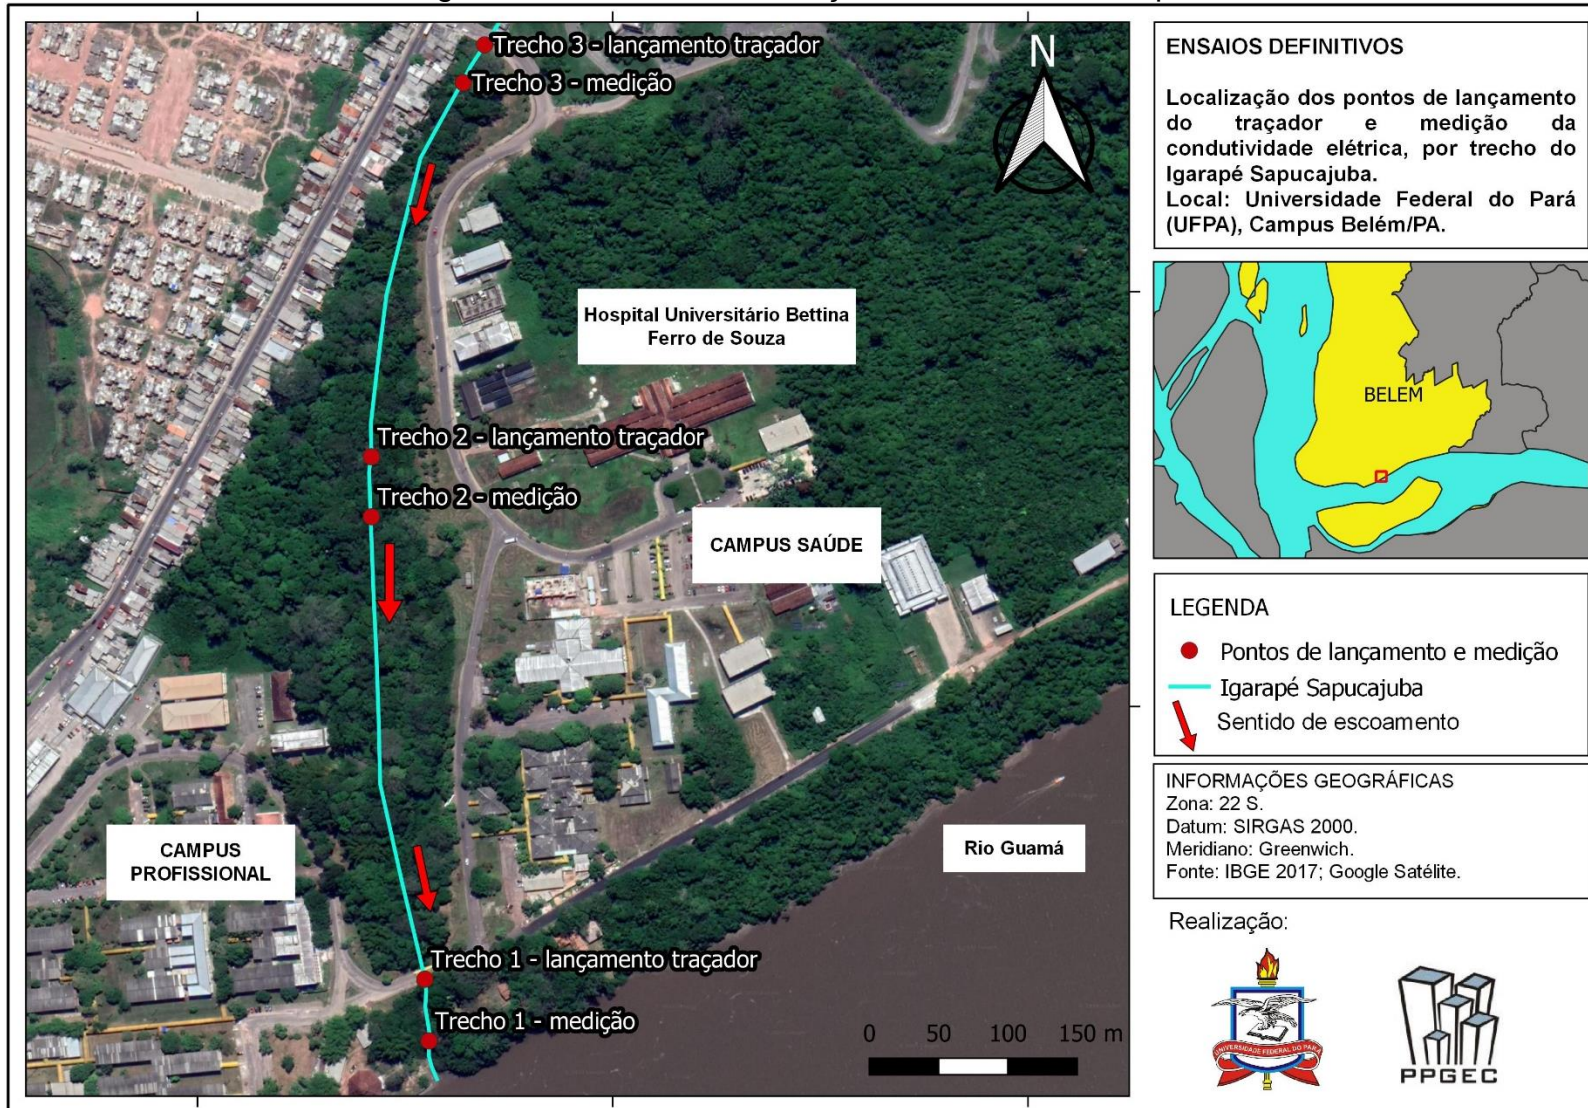 Trecho 3 - lançamento traçador
Trecho 3 - medição
N
Hospital Universitário Bettina
Ferro de Souza
Trecho 2 - lançamento traçador
Trecho 2 - medição
CAMPUS SAÚDE
CAMPUS
PROFISSIONAL
Rio Guamá
Trecho 1 - lançamento traçador
Trecho 1 - medição
0 50 100 150 m
ENSAIOS DEFINITIVOS
Localização dos pontos de lançamento
do traçador e medição da
condutividade elétrica, por trecho do
Igarapé Sapucajuba.
Local: Universidade Federal do Pará
(UFPA), Campus Belém/PA.
BELEM
LEGENDA
Pontos de lançamento e medição
Igarapé Sapucajuba
Sentido de escoamento
INFORMAÇÕES GEOGRÁFICAS
Zona: 22 S.
Datum: SIRGAS 2000.
Meridiano: Greenwich.
Fonte: IBGE 2017; Google Satélite.
Realização:
UNIVERSIDADE FEDERAL DO PARÁ
PPGEC